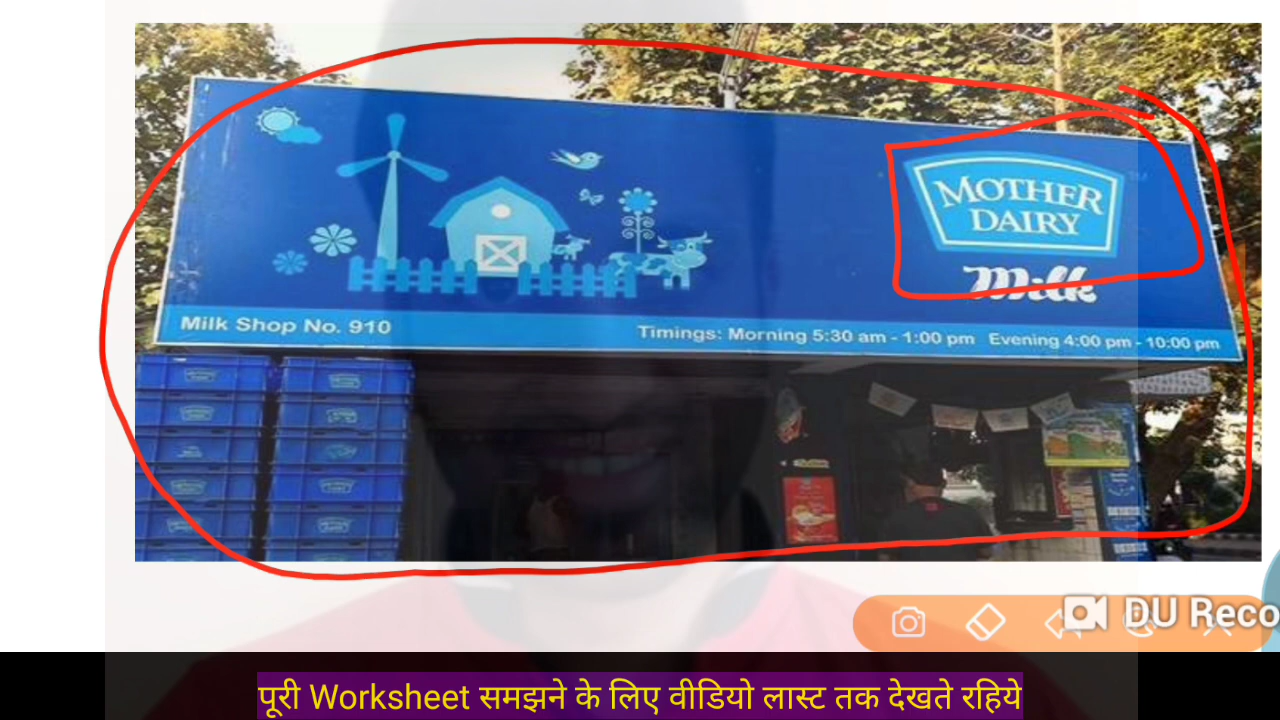 MOTHER
DAIRY
Milk
Milk Shop No. 910
Timings: Morning 5:30 am - 1:00 pm Evening 4:00 pm - 10:00 pm
DU Reco
पूरी Worksheet समझने के लिए वीडियो लास्ट तक देखते रहिये